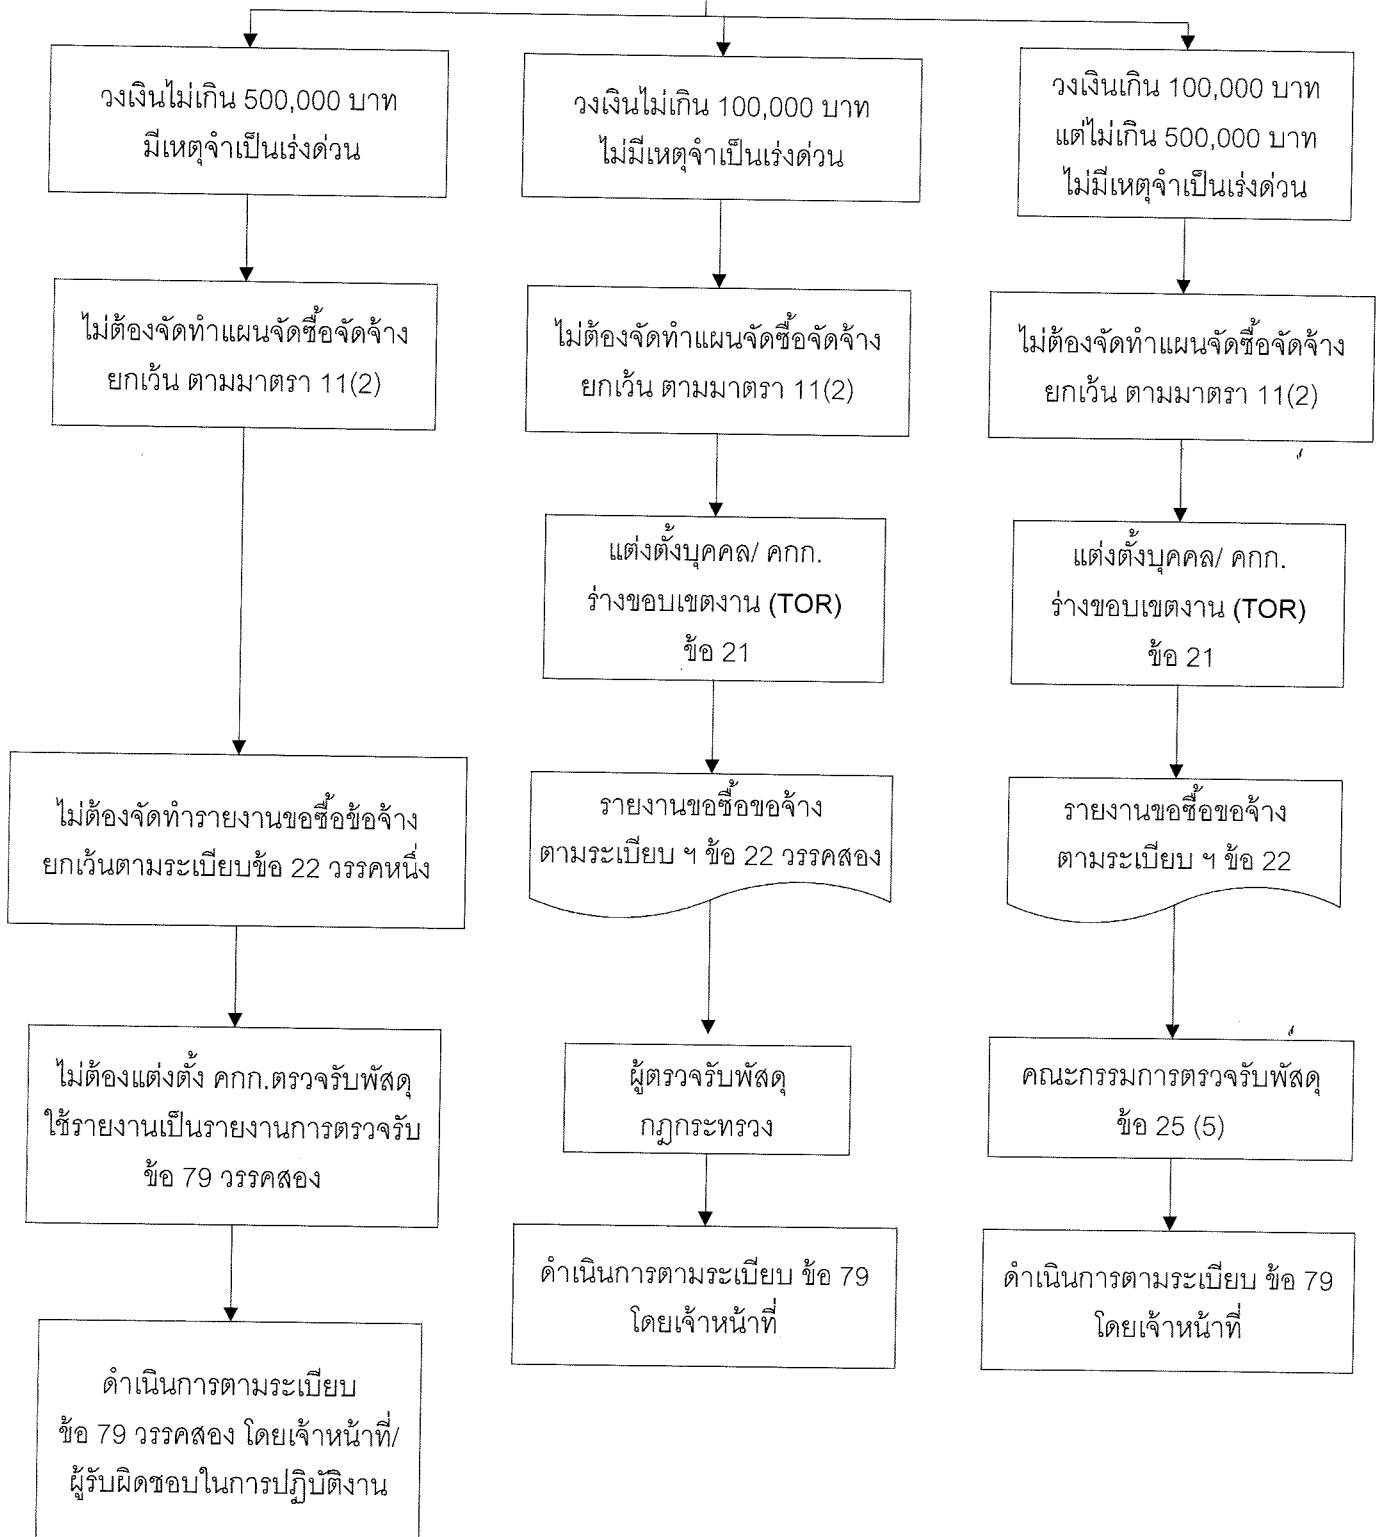 วงเงินไม่เกิน 500,000 บาท
มีเหตุจำเป็นเร่งด่วน
ไม่ต้องจัดทำแผนจัดซื้อจัดจ้าง
ยกเว้น ตามมาตรา 11(2)
ไม่ต้องจัดทำรายงานขอซื้อข้อจ้าง
ยกเว้นตามระเบียบข้อ 22 วรรคหนึ่ง
ไม่ต้องแต่งตั้ง คกก.ตรวจรับพัสดุ
ใช้รายงานเป็นรายงานการตรวจรับ
ข้อ 79 วรรคสอง
ดำเนินการตามระเบียบ
ข้อ 79 วรรคสอง โดยเจ้าหน้าที่/
ผู้รับผิดชอบในการปฏิบัติงาน
วงเงินไม่เกิน 100,000 บาท
ไม่มีเหตุจำเป็นเร่งด่วน
ไม่ต้องจัดทำแผนจัดซื้อจัดจ้าง
ยกเว้น ตามมาตรา 11(2)
แต่งตั้งบุคคล/ คกก.
ร่างขอบเขตงาน (TOR)
ข้อ 21
รายงานขอซื้อขอจ้าง
ตามระเบียบ ฯ ข้อ 22 วรรคสอง
ผู้ตรวจรับพัสดุ
กฎกระทรวง
ดำเนินการตามระเบียบ ข้อ 79
โดยเจ้าหน้าที่
วงเงินเกิน 100,000 บาท
แต่ไม่เกิน 500,000 บาท
ไม่มีเหตุจำเป็นเร่งด่วน
ไม่ต้องจัดทำแผนจัดซื้อจัดจ้าง
ยกเว้น ตามมาตรา 11(2)
แต่งตั้งบุคคล/ คกก.
ร่างขอบเขตงาน (TOR)
ข้อ 21
รายงานขอซื้อขอจ้าง
ตามระเบียบ ฯ ข้อ 22
คณะกรรมการตรวจรับพัสดุ
ข้อ 25 (5)
ดำเนินการตามระเบียบ ข้อ 79
โดยเจ้าหน้าที่